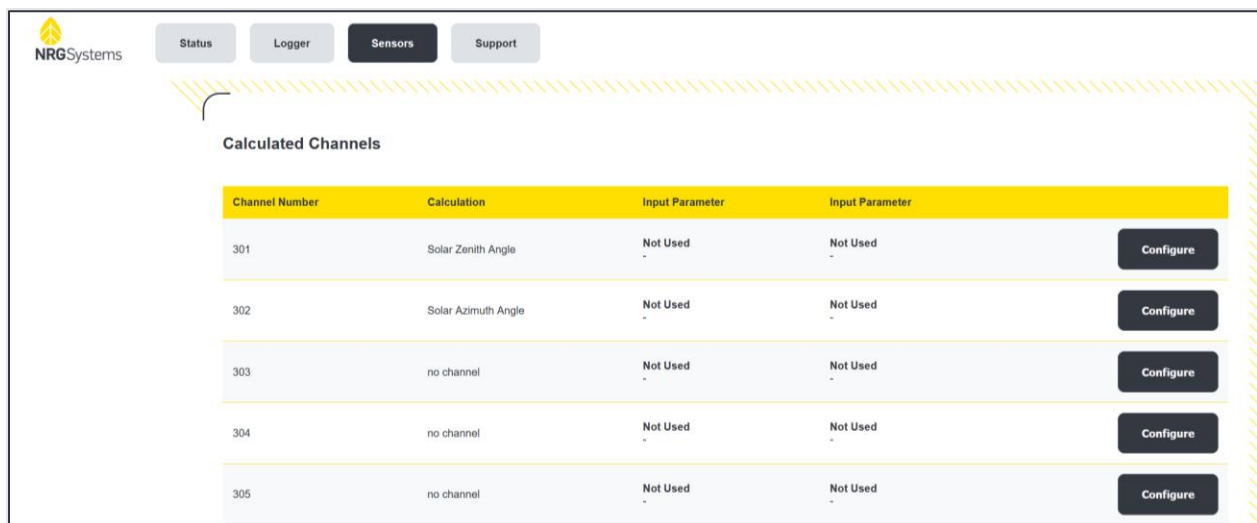 NRGSystems
Status Logger Sensors Support
Calculated Channels
Channel Number Calculation Input Parameter Input Parameter
301 Solar Zenith Angle Not Used Not Used Configure
- -
302 Solar Azimuth Angle Not Used Not Used Configure
- -
303 no channel Not Used Not Used Configure
- -
304 no channel Not Used Not Used Configure
- -
305 no channel Not Used Not Used Configure
- -